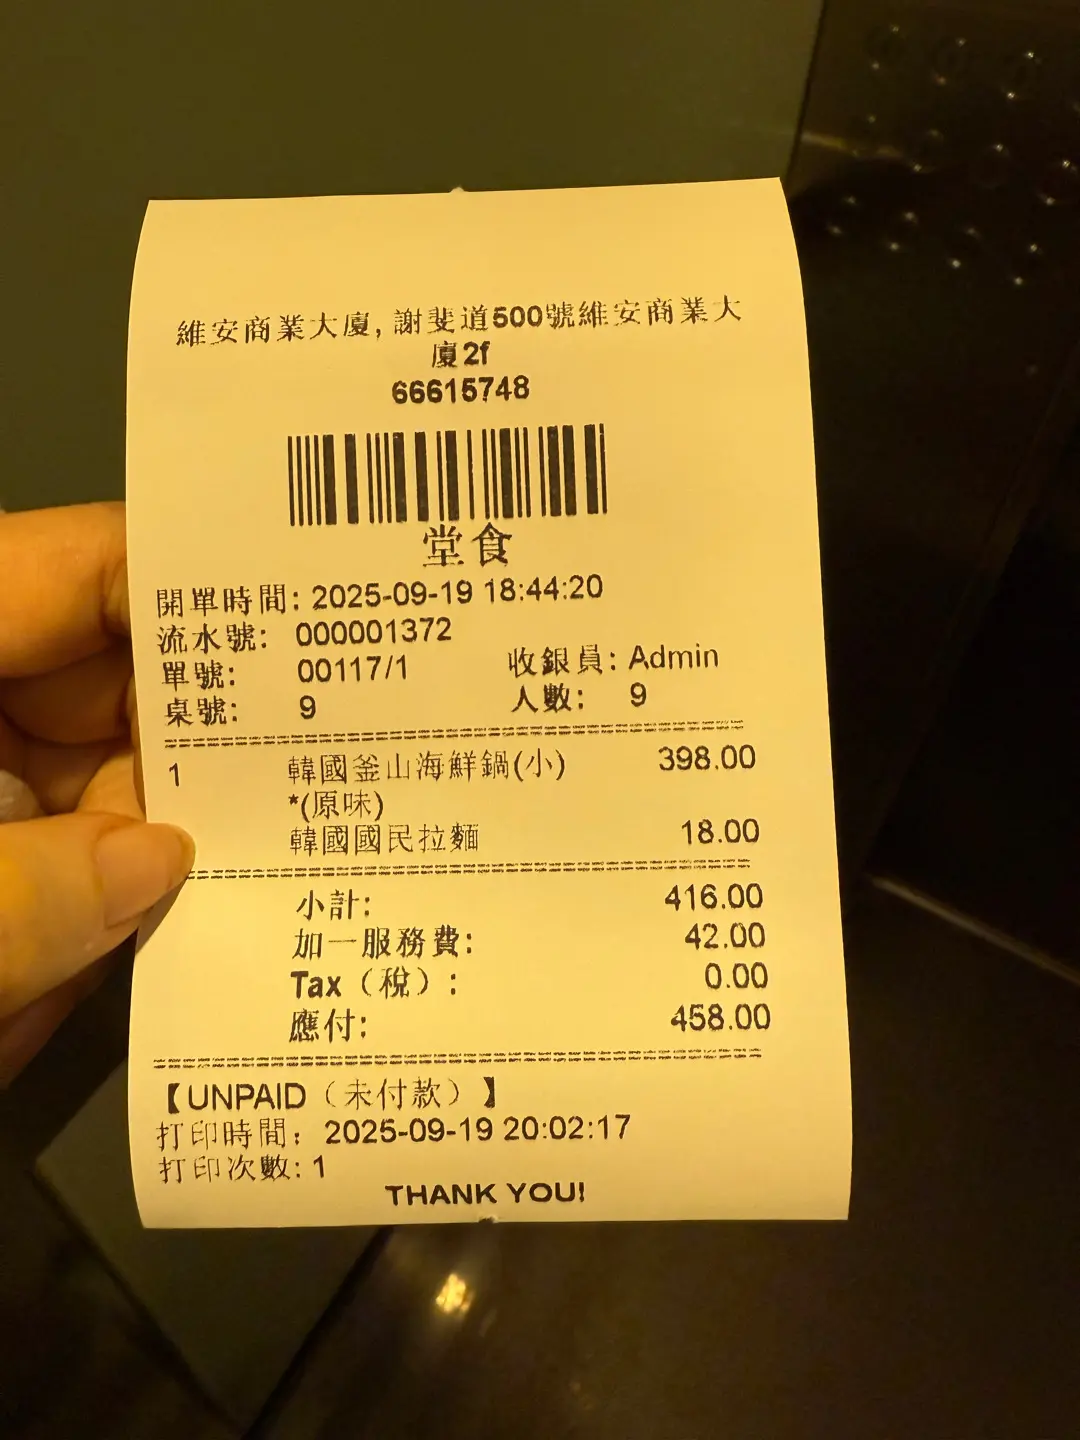 維安商業大廈, 謝斐道500號維安商業大
廈2f
66615748
堂食
開單時間: 2025-09-19 18:44:20
流水號: 000001372
單號: 00117/1 收銀員: Admin
桌號: 9 人數: 9
1 韓國釜山海鮮鍋(小) 398.00
*(原味)
韓國國民拉麵 18.00
小計: 416.00
加一服務費: 42.00
Tax（稅）: 0.00
應付: 458.00
【UNPAID（未付款）】
打印時間: 2025-09-19 20:02:17
打印次數: 1
THANK YOU!